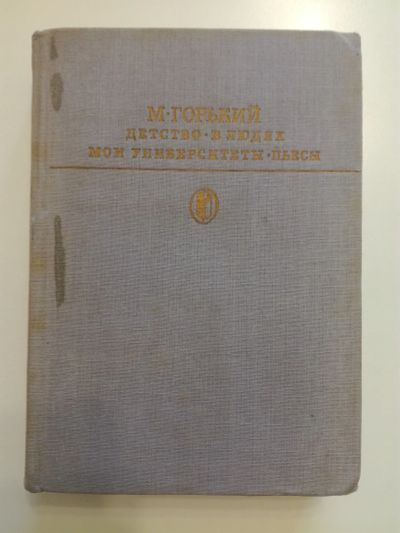 М·ГОРЬКИЙ
ДЕТСТВО·В ЛЮДЯХ
МОИ УНИВЕРСИТЕТЫ·ПЬЕСЫ